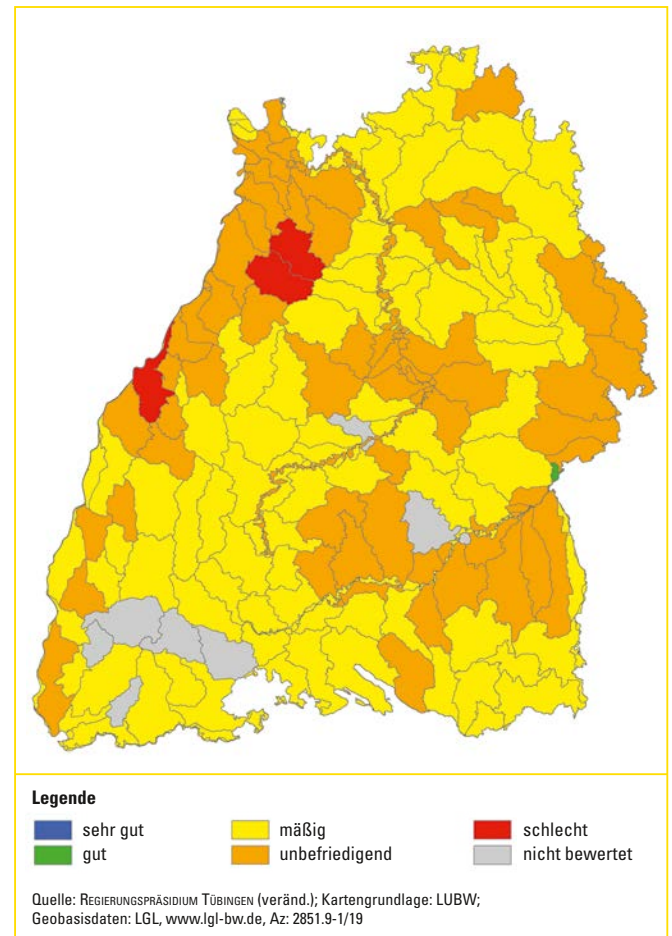 Legende
sehr gut
mäßig
schlecht
gut
unbefriedigend
nicht bewertet
Quelle: REGIERUNGSPRÄSIDIUM TÜBINGEN (veränd.); Kartengrundlage: LUBW;
Geobasisdaten: LGL, www.lgl-bw.de, Az: 2851.9-1/19